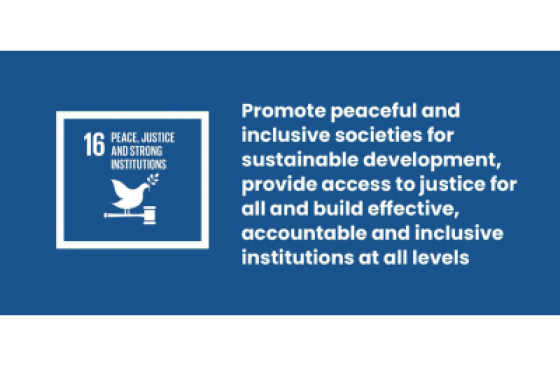 16 PEACE, JUSTICE
AND STRONG
INSTITUTIONS
Promote peaceful and
inclusive societies for
sustainable development,
provide access to justice for
all and build effective,
accountable and inclusive
institutions at all levels